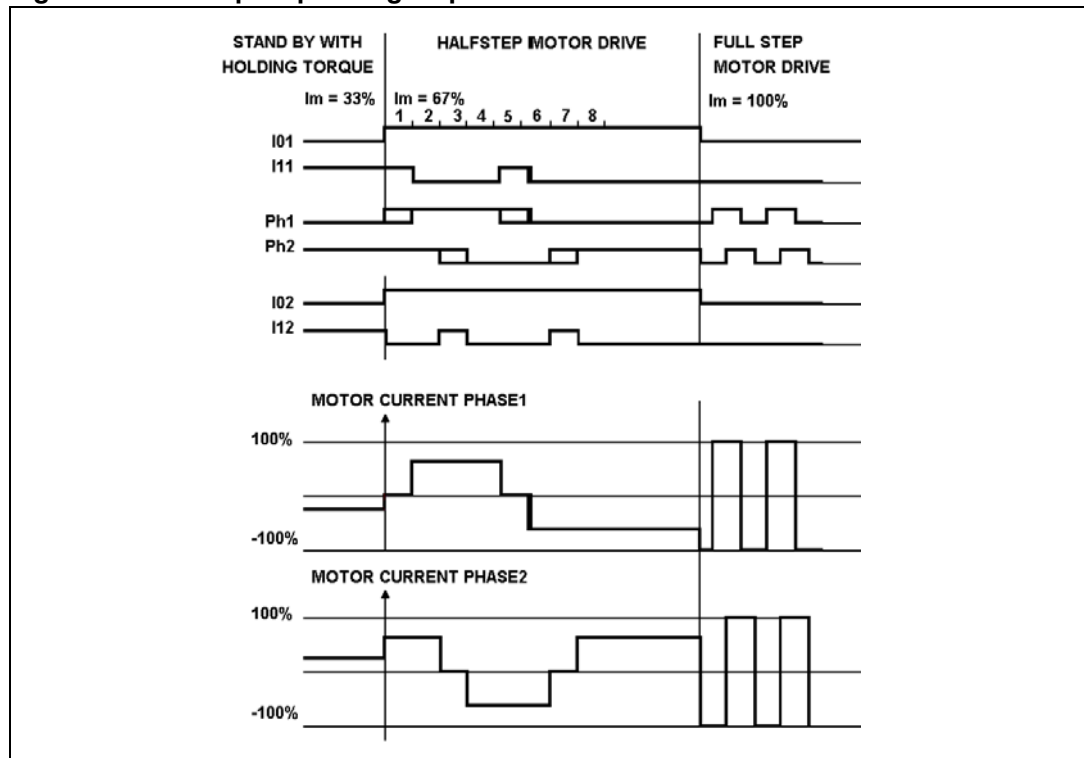 STAND BY WITH
HOLDING TORQUE
HALFSTEP MOTOR DRIVE
FULL STEP
MOTOR DRIVE
Im = 33%
Im = 67%
Im = 100%
1 2 3 4 5 6 7 8
I01
I11
Ph1
Ph2
I02
I12
MOTOR CURRENT PHASE1
100%
-100%
MOTOR CURRENT PHASE2
100%
-100%